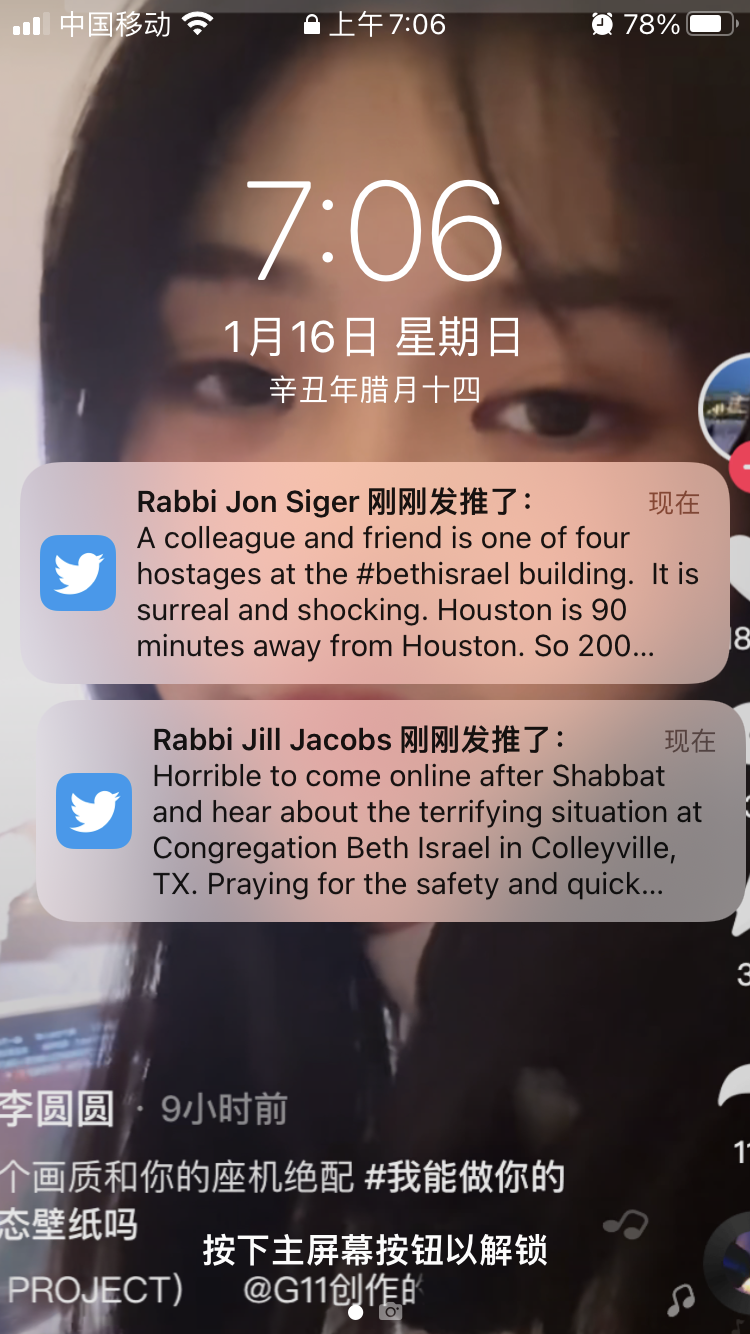 中国移动 上午7:06 78%
7:06
1月16日 星期日
辛丑年腊月十四
Rabbi Jon Siger 刚刚发推了： 现在
A colleague and friend is one of four
hostages at the #bethisrael building.  It is
surreal and shocking. Houston is 90
minutes away from Houston. So 200...
Rabbi Jill Jacobs 刚刚发推了： 现在
Horrible to come online after Shabbat
and hear about the terrifying situation at
Congregation Beth Israel in Colleyville,
TX. Praying for the safety and quick...
李圆圆 · 9小时前
个画质和你的座机绝配 #我能做你的
态壁纸吗
按下主屏幕按钮以解锁
PROJECT) @G11创作的